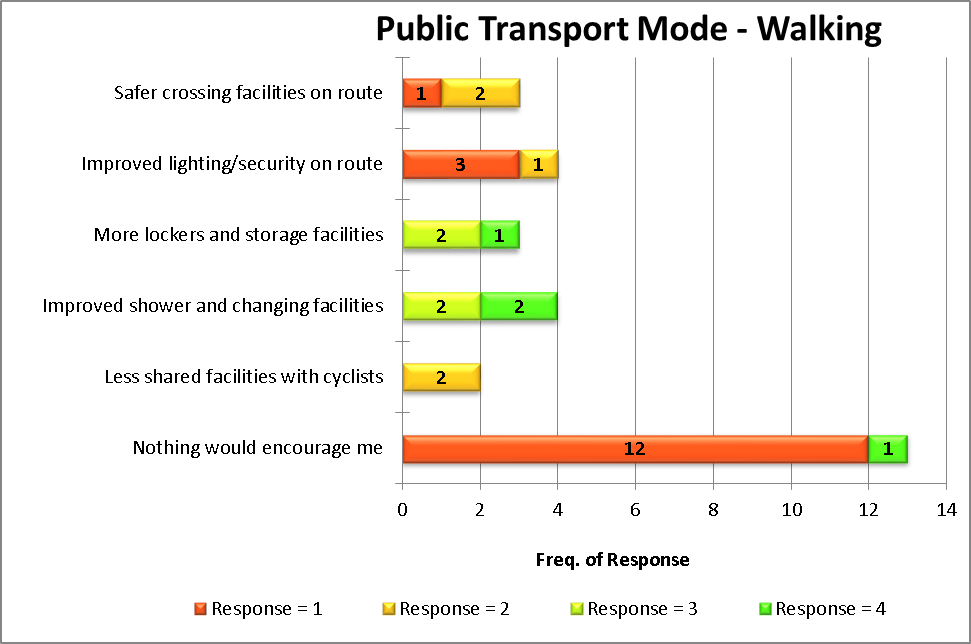 Public Transport Mode - Walking
Safer crossing facilities on route
1
2
Improved lighting/security on route
3
1
More lockers and storage facilities
2
1
Improved shower and changing facilities
2
2
Less shared facilities with cyclists
2
Nothing would encourage me
12
1
0 2 4 6 8 10 12 14
Freq. of Response
Response = 1 Response = 2 Response = 3 Response = 4